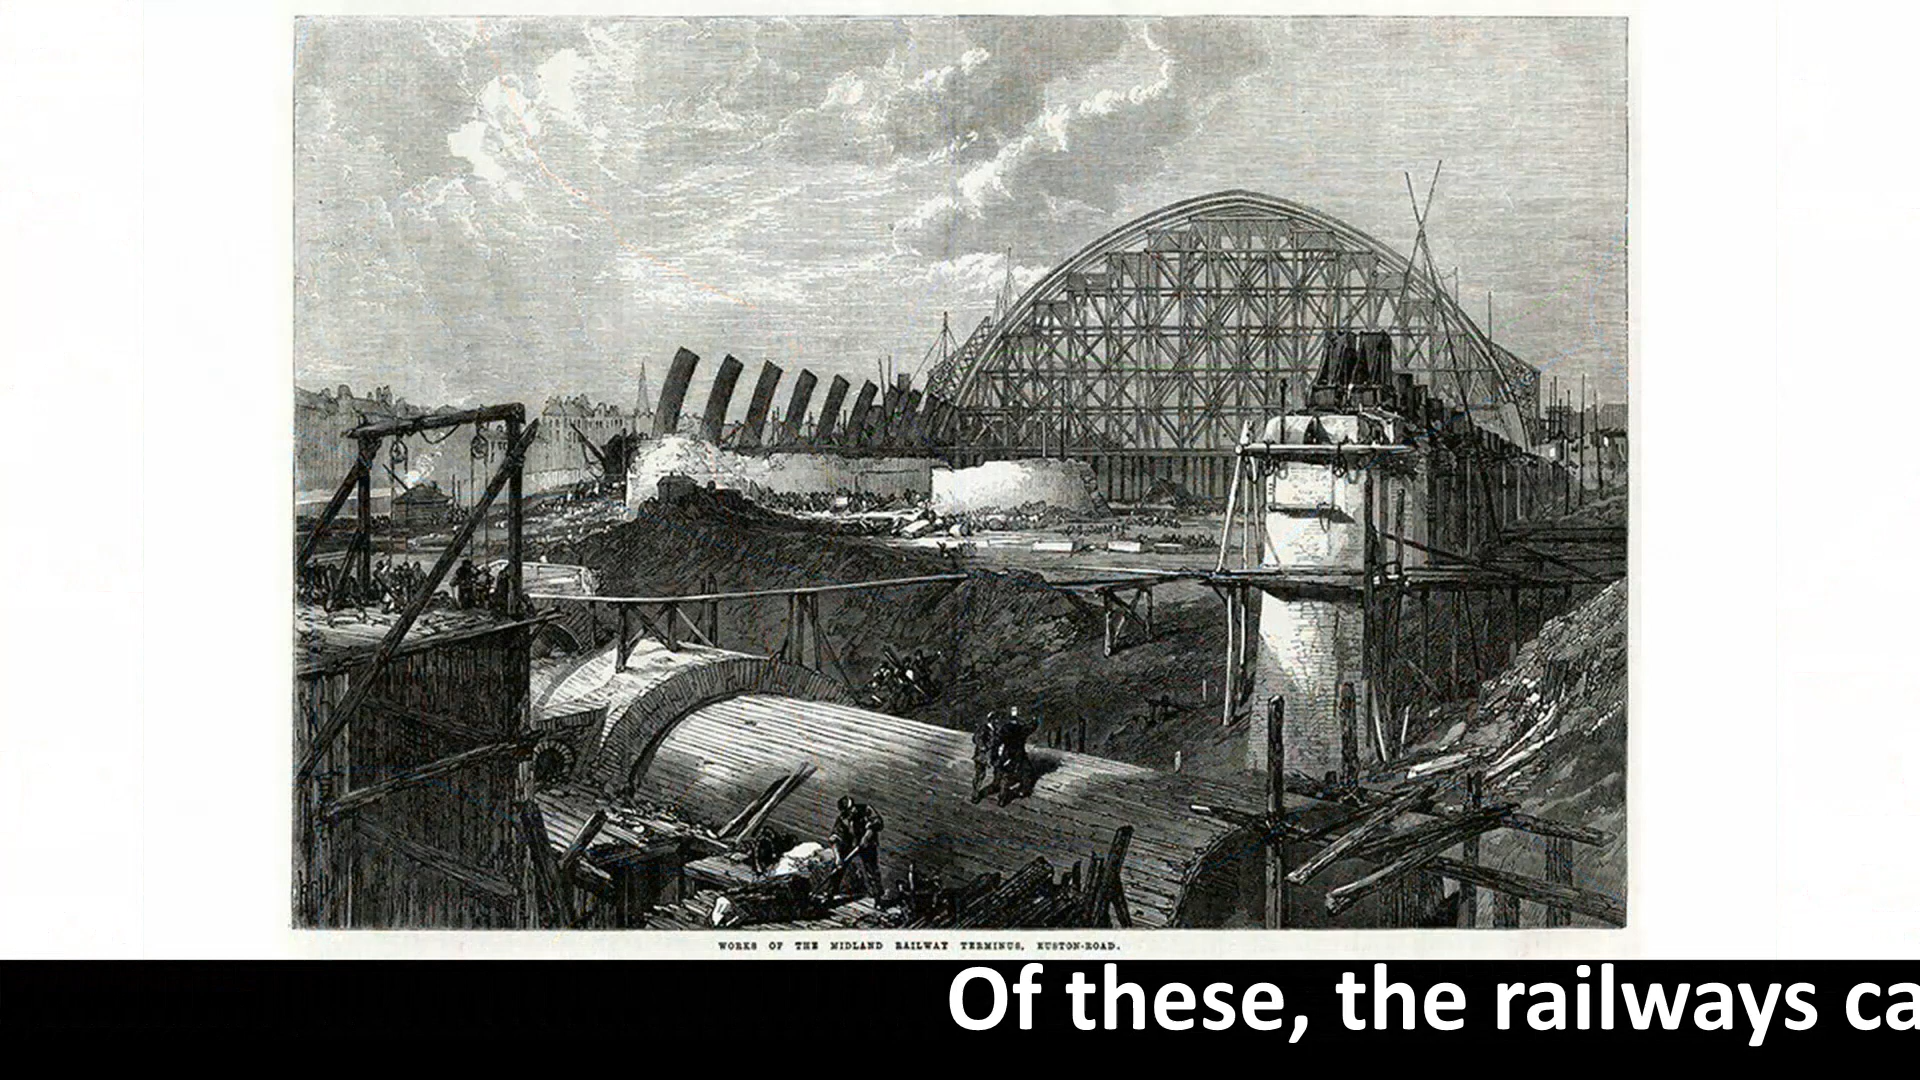 WORKS OF THE MIDLAND RAILWAY TERMINUS, EUSTON-ROAD.
Of these, the railways ca